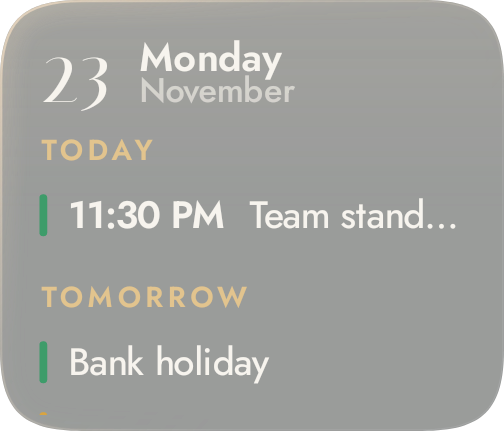 23 Monday
November
TODAY
11:30 PM Team stand...
TOMORROW
Bank holiday